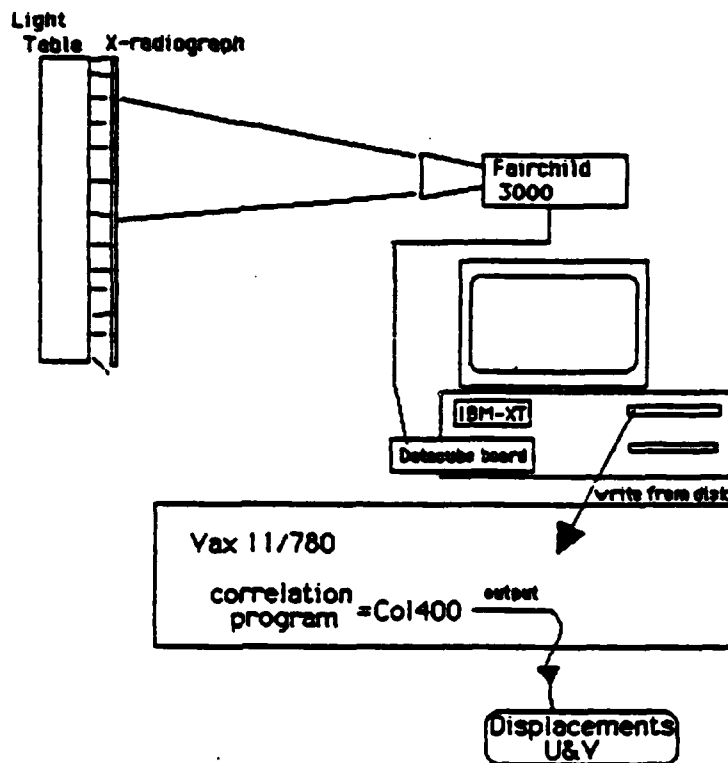 Light
Table X-radiograph
Fairchild
3000
IBM-XT
Datacube board
write from disk
Vax 11/780
correlation
program =Col400 output
Displacements
U&V